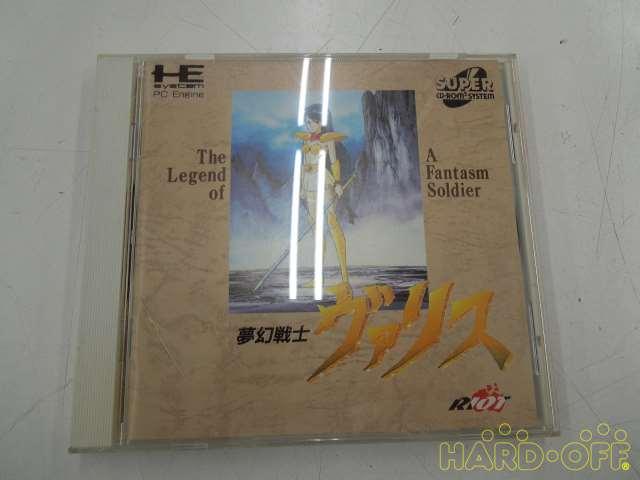 HE
system
PC Engine
SUPER
CD-ROM² SYSTEM
The
Legend
of
A
Fantasm
Soldier
夢幻戦士
ヴァリス
RIOT
HARD-OFF